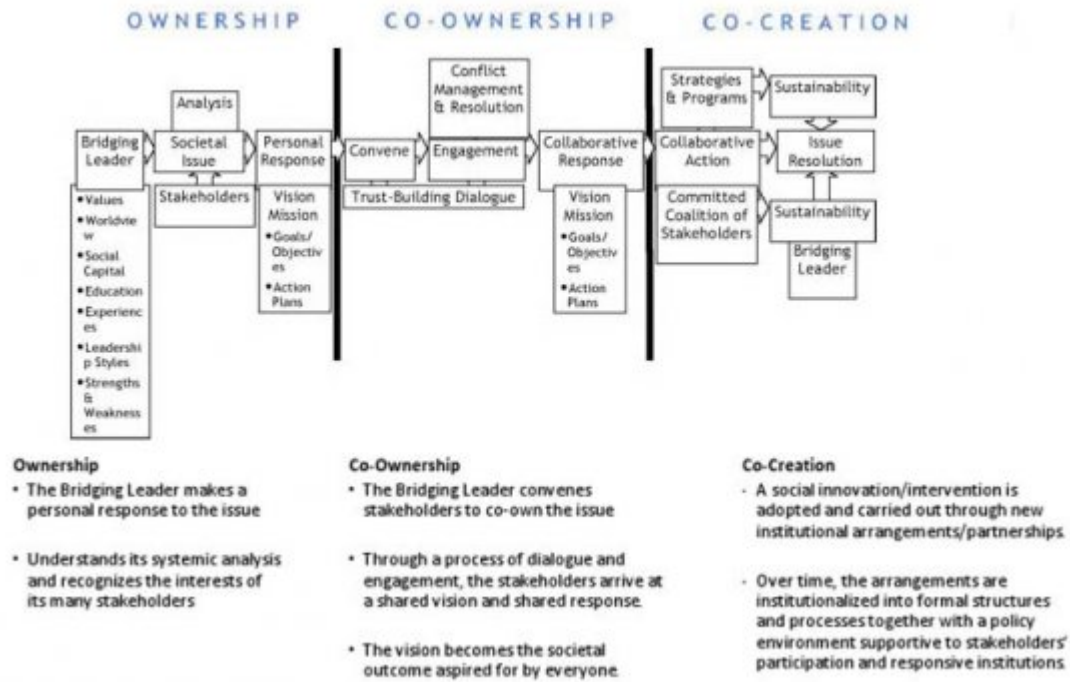 OWNERSHIP
CO-OWNERSHIP
CO-CREATION
Analysis
Bridging
Leader
Societal
Issue
Personal
Response
Stakeholders
•Values
•Worldvie
w
•Social
Capital
•Education
•Experienc
es
•Leadershi
p Styles
•Strengths
&
Weakness
es
Vision
Mission
•Goals/
Objectiv
es
•Action
Plans
Conflict
Management
& Resolution
Convene
Engagement
Collaborative
Response
Trust-Building Dialogue
Vision
Mission
•Goals/
Objectiv
es
•Action
Plans
Strategies
& Programs
Sustainability
Collaborative
Action
Issue
Resolution
Committed
Coalition of
Stakeholders
Sustainability
Bridging
Leader
Ownership
• The Bridging Leader makes a
personal response to the issue
• Understands its systemic analysis
and recognizes the interests of
its many stakeholders
Co-Ownership
• The Bridging Leader convenes
stakeholders to co-own the issue
• Through a process of dialogue and
engagement, the stakeholders arrive at
a shared vision and shared response.
• The vision becomes the societal
outcome aspired for by everyone.
Co-Creation
- A social innovation/intervention is
adopted and carried out through new
institutional arrangements/partnerships.
- Over time, the arrangements are
institutionalized into formal structures
and processes together with a policy
environment supportive to stakeholders'
participation and responsive institutions.